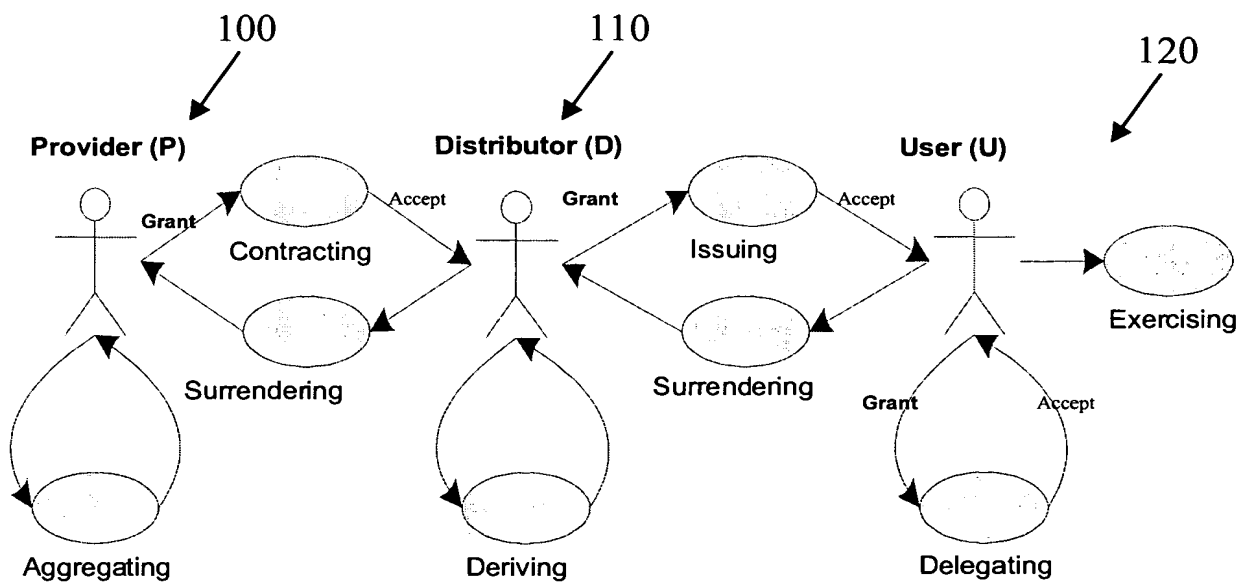 100
110
120
Provider (P)
Distributor (D)
User (U)
Grant
Accept
Grant
Accept
Contracting
Issuing
Exercising
Surrendering
Surrendering
Grant
Accept
Aggregating
Deriving
Delegating